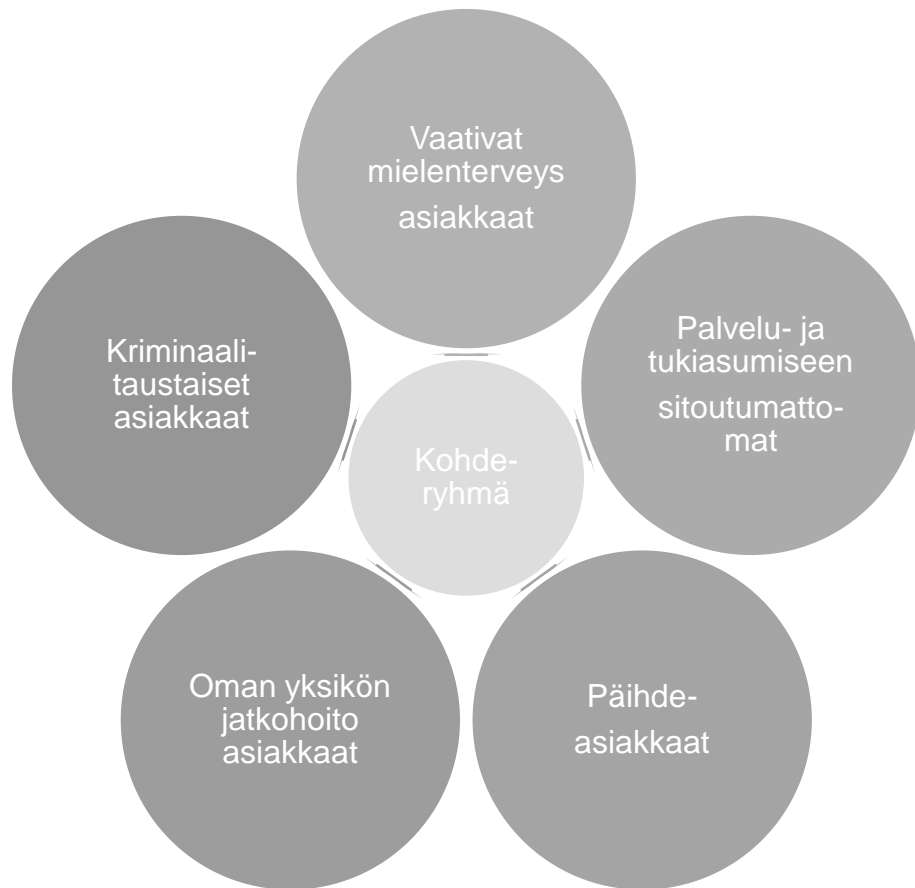 Vaativat
mielenterveys
asiakkaat
Palvelu- ja
tukiasumiseen
sitoutumatto-
mat
Kriminaali-
taustaiset
asiakkaat
Kohde-
ryhmä
Oman yksikön
jatkohoito
asiakkaat
Päihde-
asiakkaat